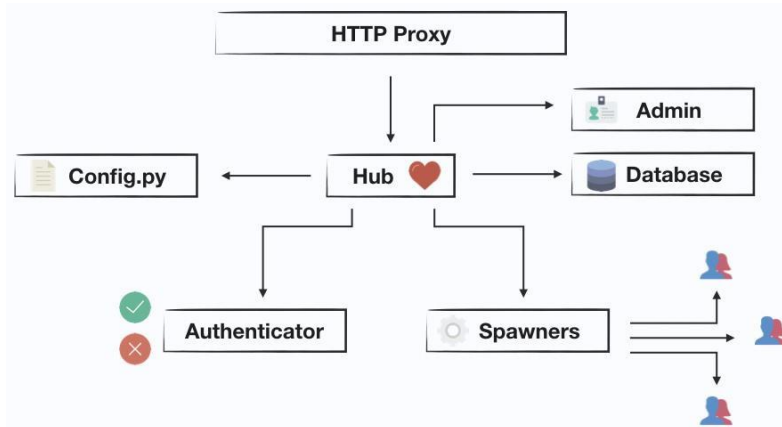 HTTP Proxy
Admin
Config.py
Hub
Database
Authenticator
Spawners